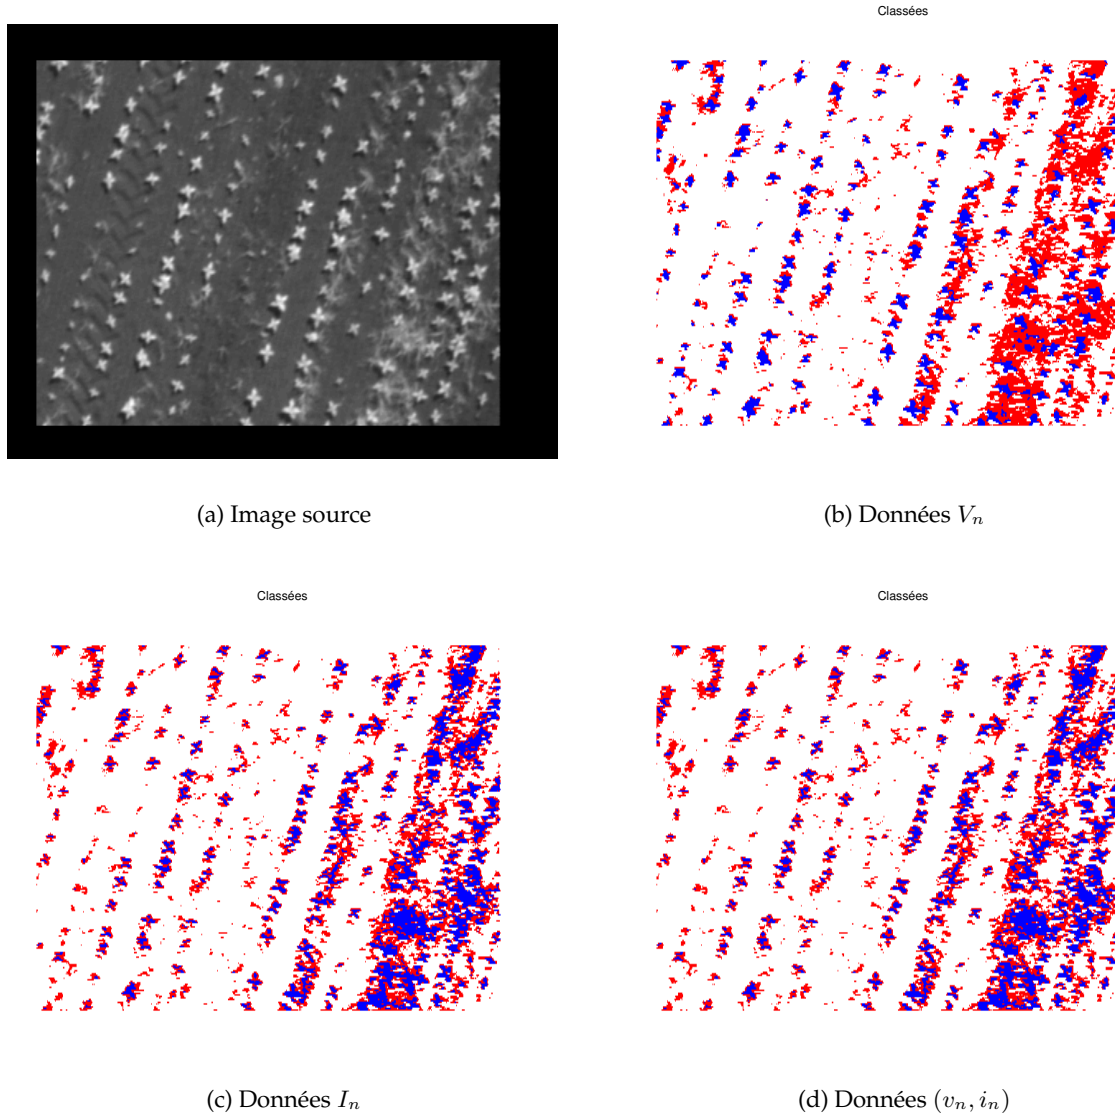 Classées
(a) Image source
(b) Données V_n
Classées
Classées
(c) Données I_n
(d) Données (v_n, i_n)